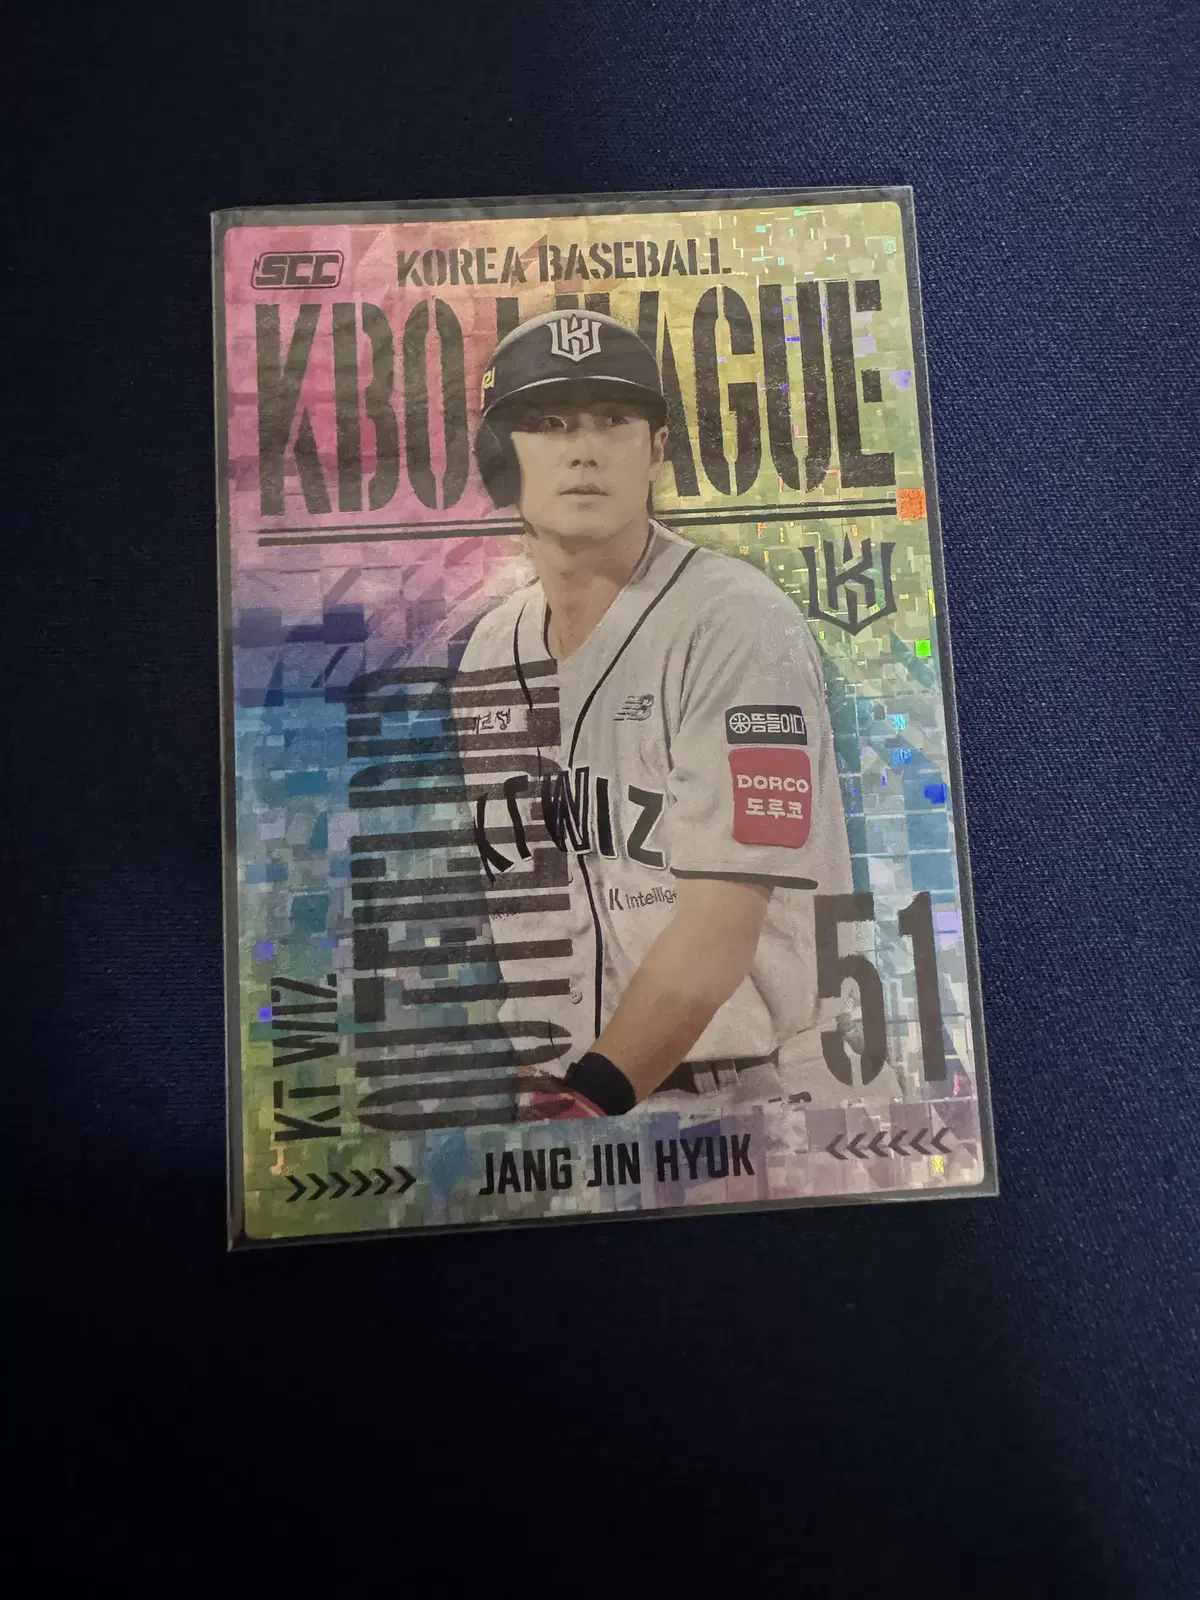 SCC
KOREA BASEBALL
KBO LEAGUE
뜸들이다
DORCO
도루코
KT WIZ
K intellig
51
OUTFIELDER
KT WIZ
JANG JIN HYUK